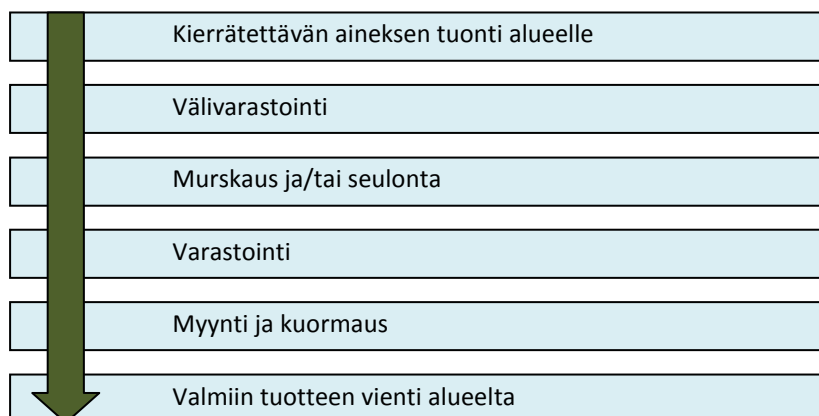 Kierrätettävän aineksen tuonti alueelle
Välivarastointi
Murskaus ja/tai seulonta
Varastointi
Myynti ja kuormaus
Valmiin tuotteen vienti alueelta